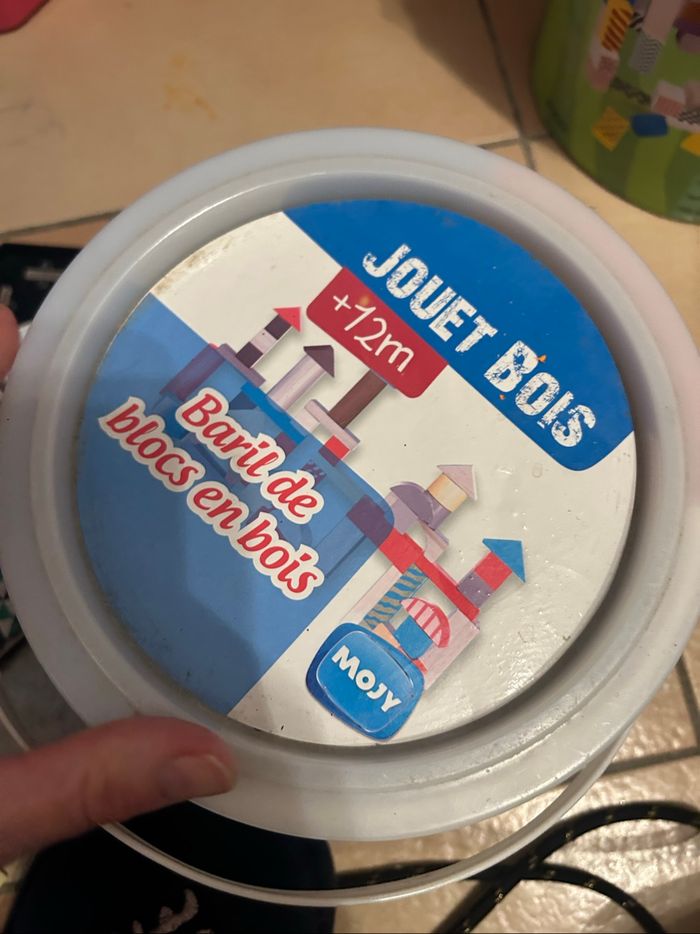 JOUET BOIS
+12m
Baril de
blocs en bois
MOJY